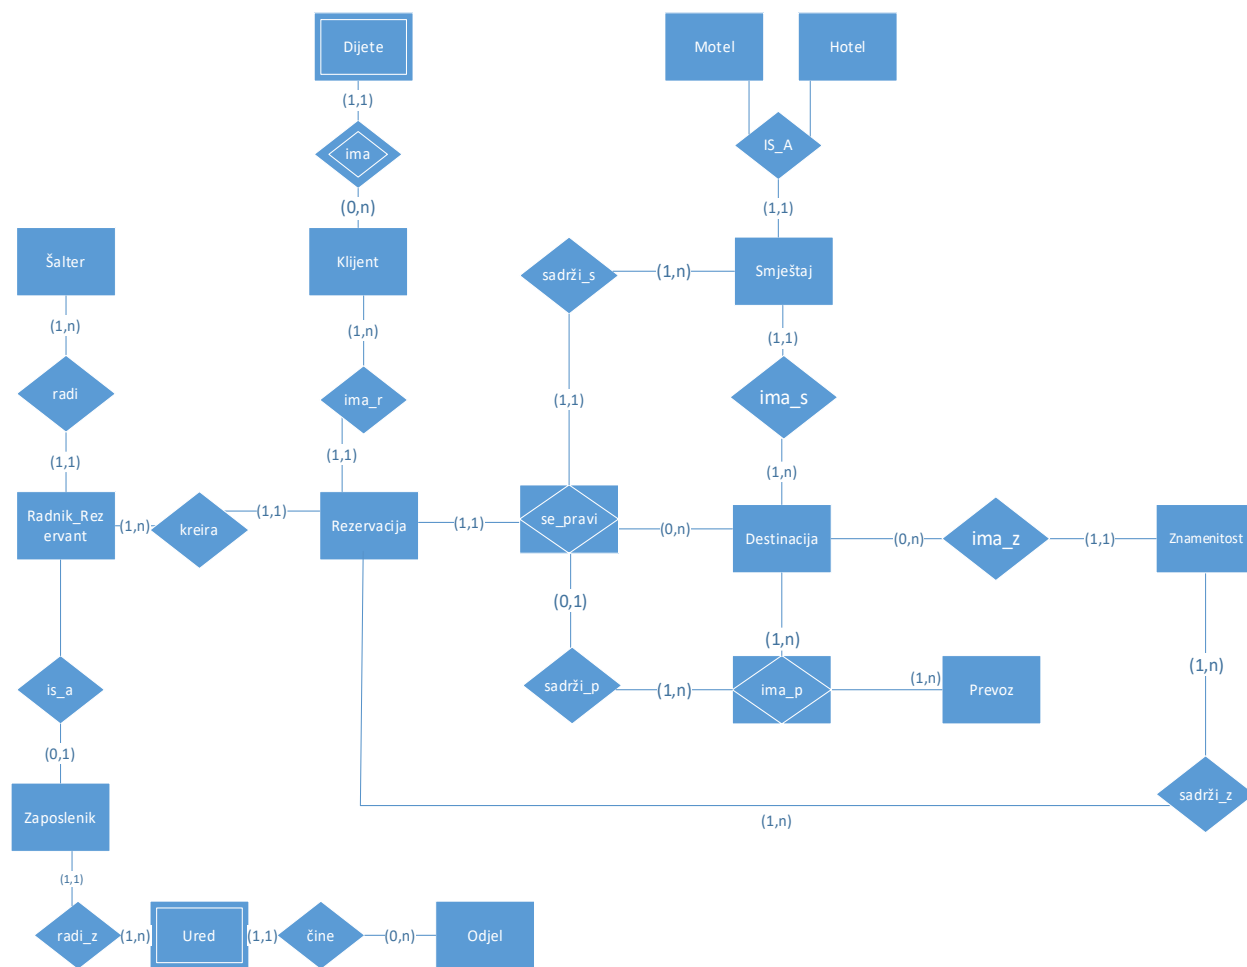 Dijete
Motel
Hotel
(1,1)
ima
IS_A
(0,n)
(1,1)
Šalter
Klijent
sadrži_s
(1,n)
Smještaj
(1,n)
(1,n)
(1,1)
radi
ima_r
(1,1)
ima_s
(1,1)
(1,1)
(1,n)
Radnik_Rez
ervant
(1,n)
kreira
(1,1)
Rezervacija
(1,1)
se_pravi
(0,n)
Destinacija
(0,n)
ima_z
(1,1)
Znamenitost
(0,1)
(1,n)
(1,n)
is_a
sadrži_p
(1,n)
ima_p
(1,n)
Prevoz
(0,1)
Zaposlenik
(1,n)
sadrži_z
(1,1)
radi_z
(1,n)
Ured
(1,1)
čine
(0,n)
Odjel